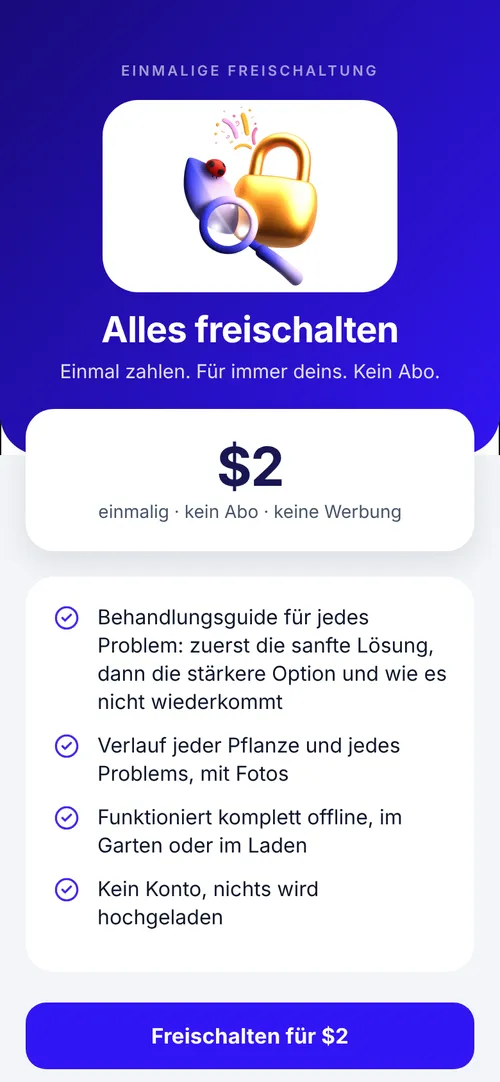 EINMALIGE FREISCHALTUNG
Alles freischalten
Einmal zahlen. Für immer deins. Kein Abo.
$2
einmalig · kein Abo · keine Werbung
Behandlungsguide für jedes
Problem: zuerst die sanfte Lösung,
dann die stärkere Option und wie es
nicht wiederkommt
Verlauf jeder Pflanze und jedes
Problems, mit Fotos
Funktioniert komplett offline, im
Garten oder im Laden
Kein Konto, nichts wird
hochgeladen
Freischalten für $2